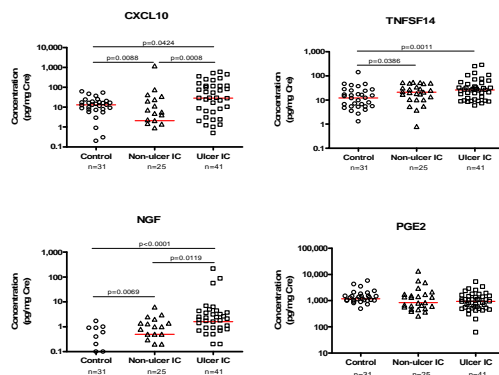 CXCL10
p=0.0424
p=0.0088
p=0.0008
Concentration
(pg/mg Cre)
10,000
1,000
100
10
1
0.1
Control
Non-ulcer IC
Ulcer IC
n=31
n=25
n=41
TNFSF14
p=0.0011
p=0.0386
Concentration
(pg/mg Cre)
1,000
100
10
1
0.1
Control
Non-ulcer IC
Ulcer IC
n=31
n=25
n=41
NGF
p<0.0001
p=0.0119
p=0.0069
Concentration
(pg/mg Cre)
1,000
100
10
1
0.1
Control
Non-ulcer IC
Ulcer IC
n=31
n=25
n=41
PGE2
Concentration
(pg/mg Cre)
100,000
10,000
1,000
100
10
Control
Non-ulcer IC
Ulcer IC
n=31
n=25
n=41